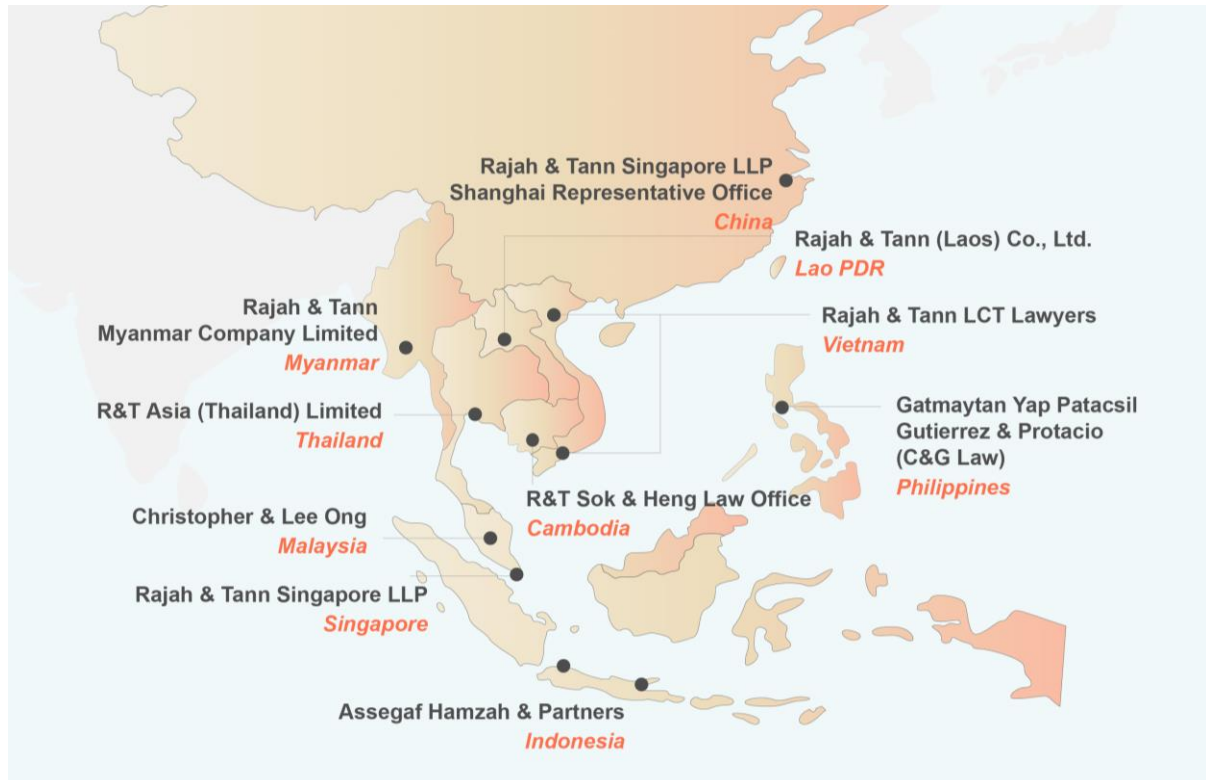 Rajah & Tann Singapore LLP
Shanghai Representative Office
China
Rajah & Tann (Laos) Co., Ltd.
Lao PDR
Rajah & Tann
Myanmar Company Limited
Myanmar
Rajah & Tann LCT Lawyers
Vietnam
R&T Asia (Thailand) Limited
Thailand
Gatmaytan Yap Patacsil
Gutierrez & Protacio
(C&G Law)
Philippines
R&T Sok & Heng Law Office
Cambodia
Christopher & Lee Ong
Malaysia
Rajah & Tann Singapore LLP
Singapore
Assegaf Hamzah & Partners
Indonesia